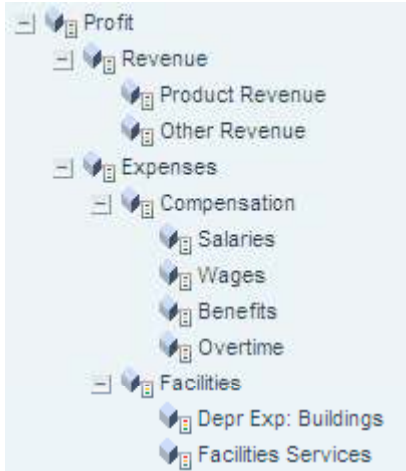 Profit
Revenue
Product Revenue
Other Revenue
Expenses
Compensation
Salaries
Wages
Benefits
Overtime
Facilities
Depr Exp: Buildings
Facilities Services